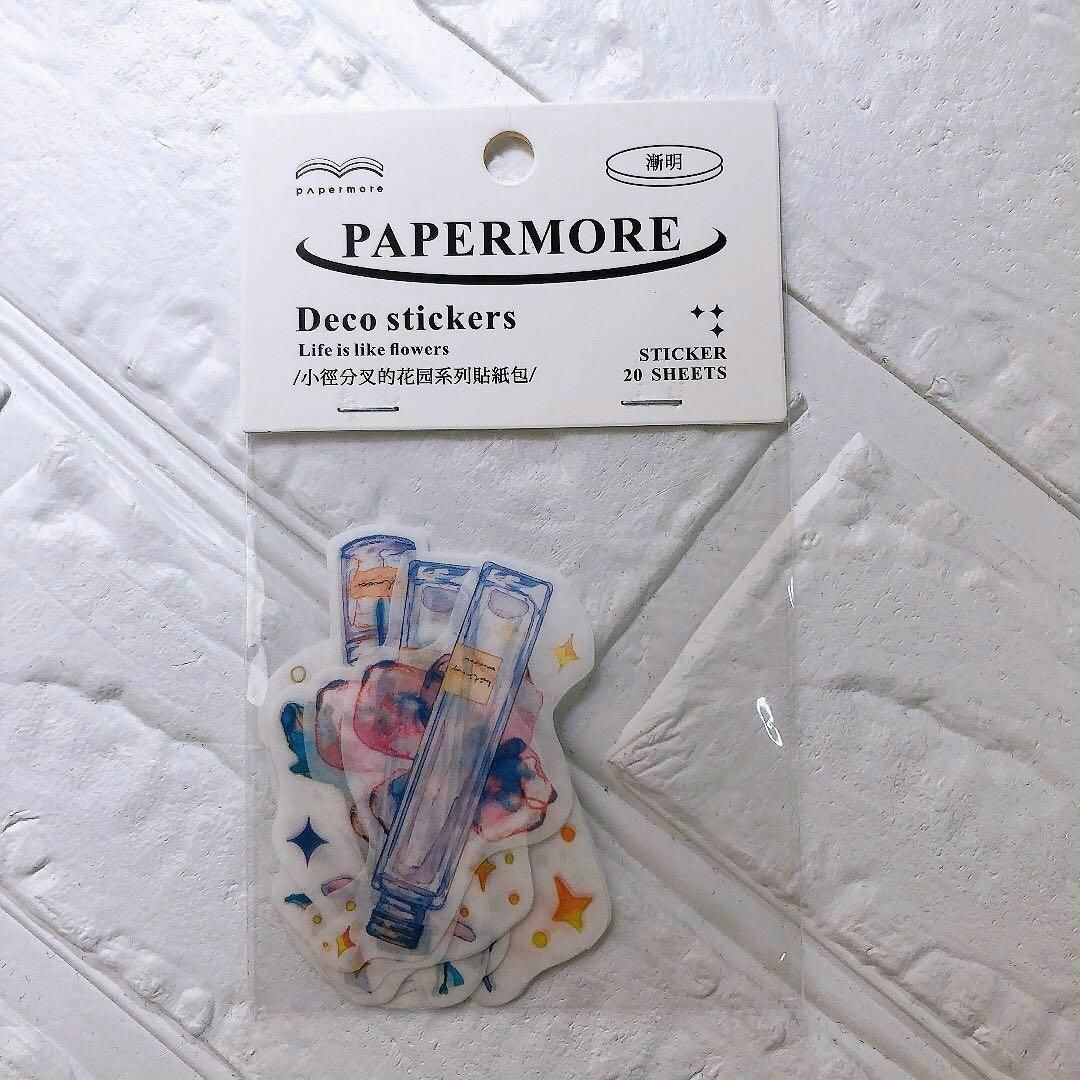 papermore
漸明
PAPERMORE
Deco stickers
Life is like flowers
/小徑分叉的花园系列貼紙包/
STICKER
20 SHEETS